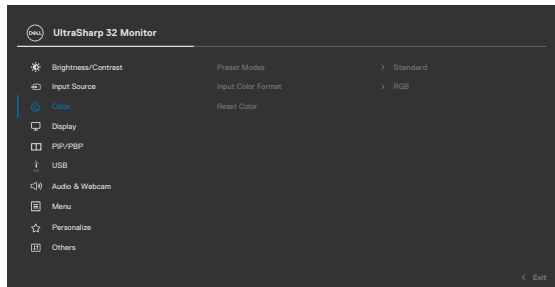 DELL UltraSharp 32 Monitor
Brightness/Contrast
Preset Modes > Standard
Input Source
Input Color Format > RGB
Color
Reset Color
Display
PIP/PBP
USB
Audio & Webcam
Menu
Personalize
Others
< Exit